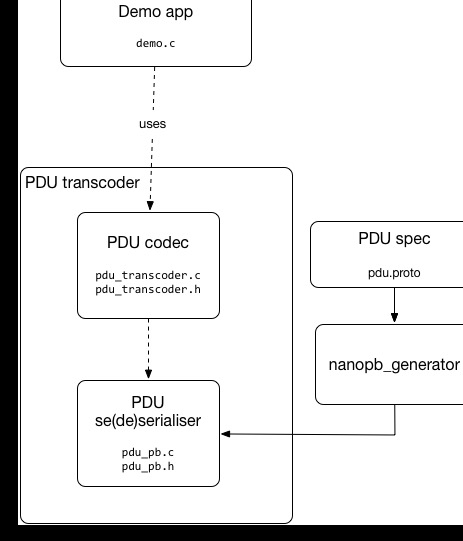 Demo app
demo.c
uses
PDU transcoder
PDU codec
pdu_transcoder.c
pdu_transcoder.h
PDU spec
pdu.proto
nanopb_generator
PDU
se(de)serialiser
pdu_pb.c
pdu_pb.h